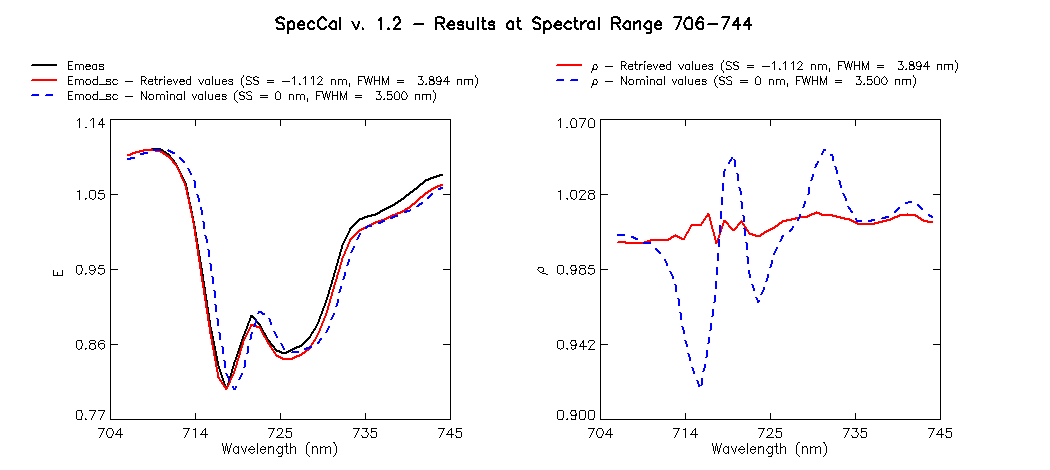 SpecCal v. 1.2 – Results at Spectral Range 706–744
Emeas
Emod_sc – Retrieved values (SS = –1.112 nm, FWHM = 3.894 nm)
Emod_sc – Nominal values (SS = 0 nm, FWHM = 3.500 nm)
ρ – Retrieved values (SS = –1.112 nm, FWHM = 3.894 nm)
ρ – Nominal values (SS = 0 nm, FWHM = 3.500 nm)
1.14
1.05
0.95
0.86
0.77
E
704 714 725 735 745
Wavelength (nm)
1.070
1.028
0.985
0.942
0.900
ρ
704 714 725 735 745
Wavelength (nm)